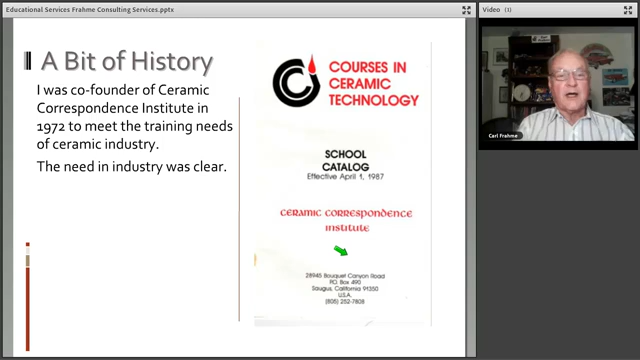 Educational Services Frahme Consulting Services.pptx
A Bit of History
I was co-founder of Ceramic
Correspondence Institute in
1972 to meet the training needs
of ceramic industry.
The need in industry was clear.
COURSES IN
CERAMIC
TECHNOLOGY
SCHOOL
CATALOG
Effective April 1, 1987
CERAMIC CORRESPONDENCE
INSTITUTE
28945 Bouquet Canyon Road
P.O. Box 490
Saugus, California 91350
U.S.A.
(805) 252-7808
Video (1)
Carl Frahme